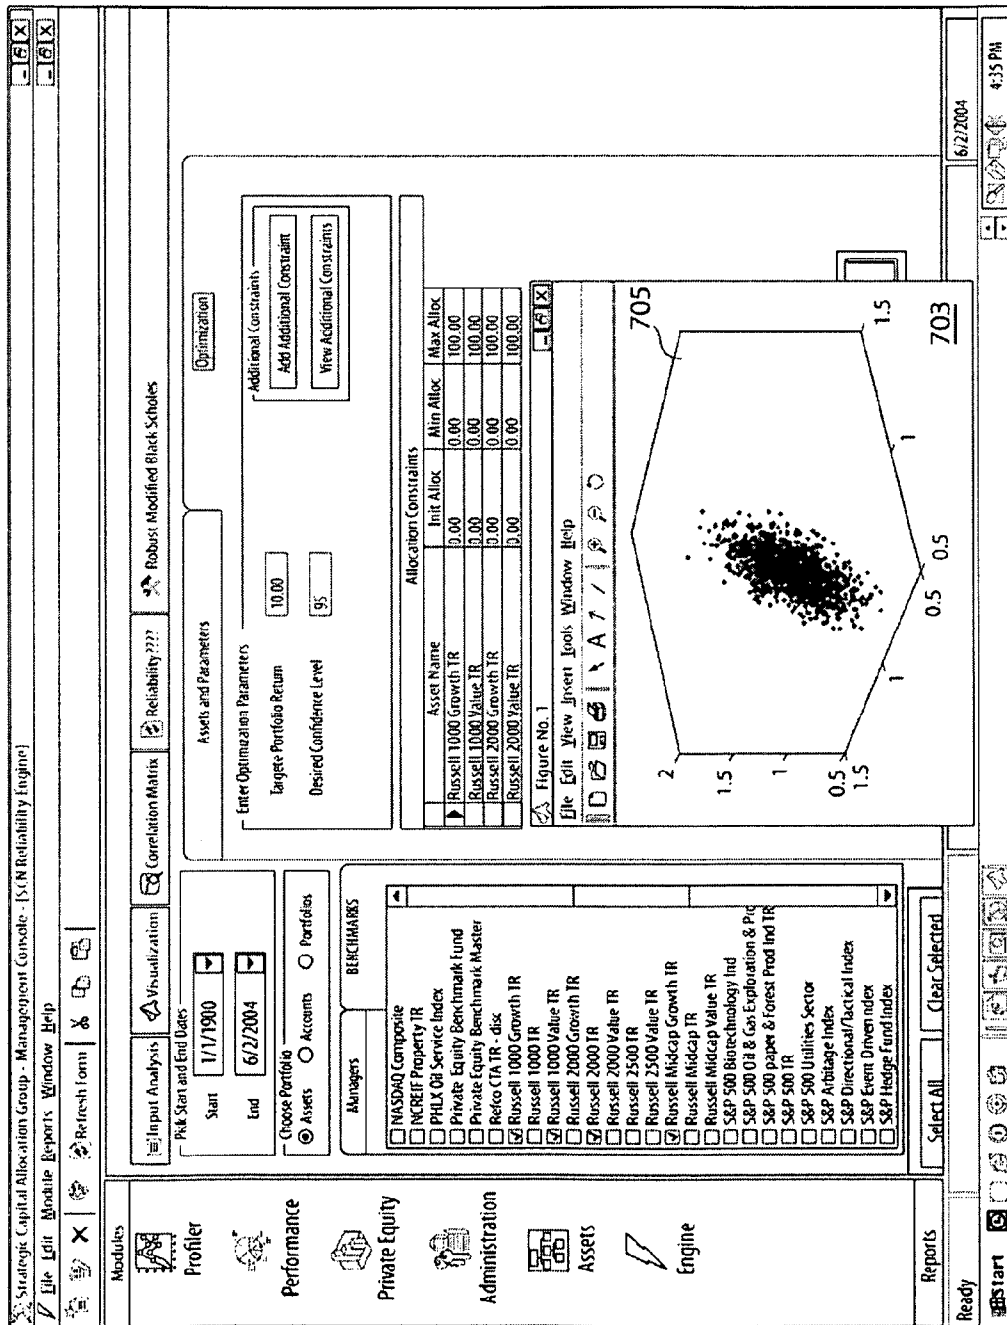 Strategic Capital Allocation Group - Management Console - [SCN Reliability Engine]
File Edit Module Reports Window Help
Refresh Form
Modules
Profiler
Performance
Private Equity
Administration
Assets
Engine
Reports
Input Analysis
Visualization
Correlation Matrix
Reliability ????
Robust Modified Black Scholes
Pick Start and End Dates
Start 1/1/1900
End 6/2/2004
Choose Portfolio
Assets Accounts Portfolios
Managers BENCHMARKS
NASDAQ Composite
NCREIF Property TR
PHLX Oil Service Index
Private Equity Benchmark Fund
Private Equity Benchmark Master
Refco CTA TR - disc
Russell 1000 Growth TR
Russell 1000 TR
Russell 1000 Value TR
Russell 2000 Growth TR
Russell 2000 TR
Russell 2000 Value TR
Russell 2500 TR
Russell 2500 Value TR
Russell Midcap Growth TR
Russell Midcap TR
Russell Midcap Value TR
S&P 500 Biotechnology Ind
S&P 500 Oil & Gas Exploration & Pro
S&P 500 paper & Forest Prod Ind TR
S&P 500 TR
S&P 500 Utilities Sector
S&P Arbitage Index
S&P Directional/Tactical Index
S&P Event Driven Index
S&P Hedge Fund Index
Select All Clear Selected
Assets and Parameters
Optimization
Enter Optimization Parameters
Targete Portfolio Return 10.00
Desired Confidence Level 95
Additional Constraints
Add Additional Constraint
View Additional Constraints
Allocation Constraints
Asset Name Init Alloc Min Alloc Max Alloc
Russell 1000 Growth TR 0.00 0.00 100.00
Russell 1000 Value TR 0.00 0.00 100.00
Russell 2000 Growth TR 0.00 0.00 100.00
Russell 2000 Value TR 0.00 0.00 100.00
Figure No. 1
File Edit View Insert Tools Window Help
A
705
2
1.5
1
0.5
1.5
1
0.5
0.5
1
1.5
703
Ready
6/2/2004
Start
4:35 PM